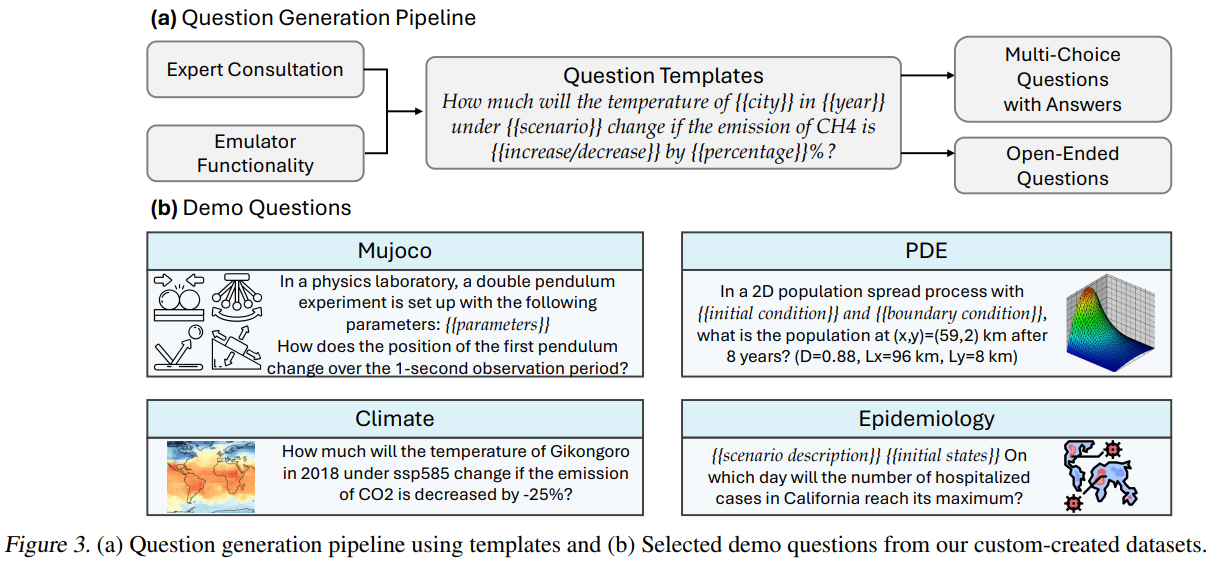 (a) Question Generation Pipeline
Expert Consultation
Emulator
Functionality
Question Templates
How much will the temperature of {{city}} in {{year}}
under {{scenario}} change if the emission of CH4 is
{{increase/decrease}} by {{percentage}}%?
Multi-Choice
Questions
with Answers
Open-Ended
Questions
(b) Demo Questions
Mujoco
In a physics laboratory, a double pendulum
experiment is set up with the following
parameters: {{parameters}}
How does the position of the first pendulum
change over the 1-second observation period?
PDE
In a 2D population spread process with
{{initial condition}} and {{boundary condition}},
what is the population at (x,y)=(59,2) km after
8 years? (D=0.88, Lx=96 km, Ly=8 km)
Climate
How much will the temperature of Gikongoro
in 2018 under ssp585 change if the emission
of CO2 is decreased by -25%?
Epidemiology
{{scenario description}} {{initial states}} On
which day will the number of hospitalized
cases in California reach its maximum?
Figure 3. (a) Question generation pipeline using templates and (b) Selected demo questions from our custom-created datasets.